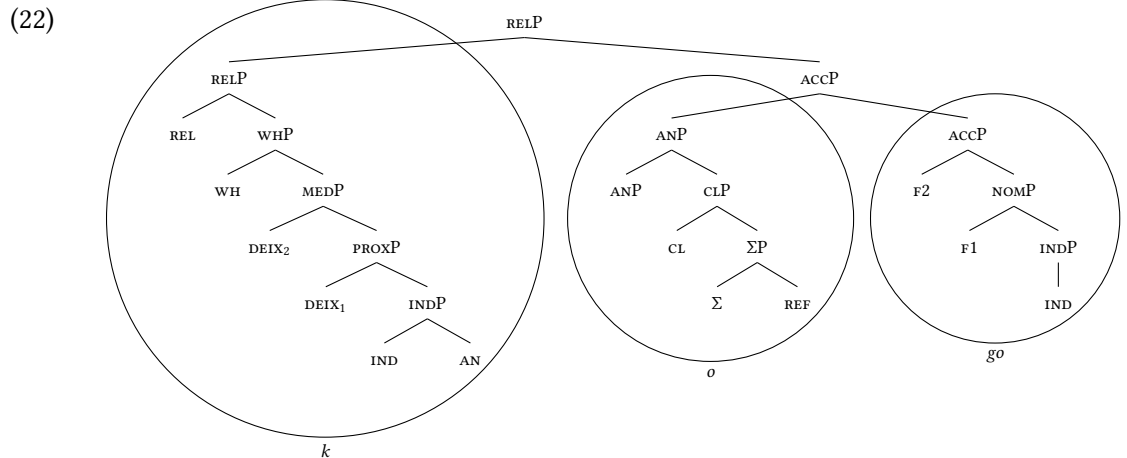 (22)
RELP
RELP ACCP
REL WHP ANP ACCP
WH MEDP ANP CLP F2 NOMP
DEIX₂ PROXP CL ΣP F1 INDP
DEIX₁ INDP Σ REF IND
IND AN
k
o
go